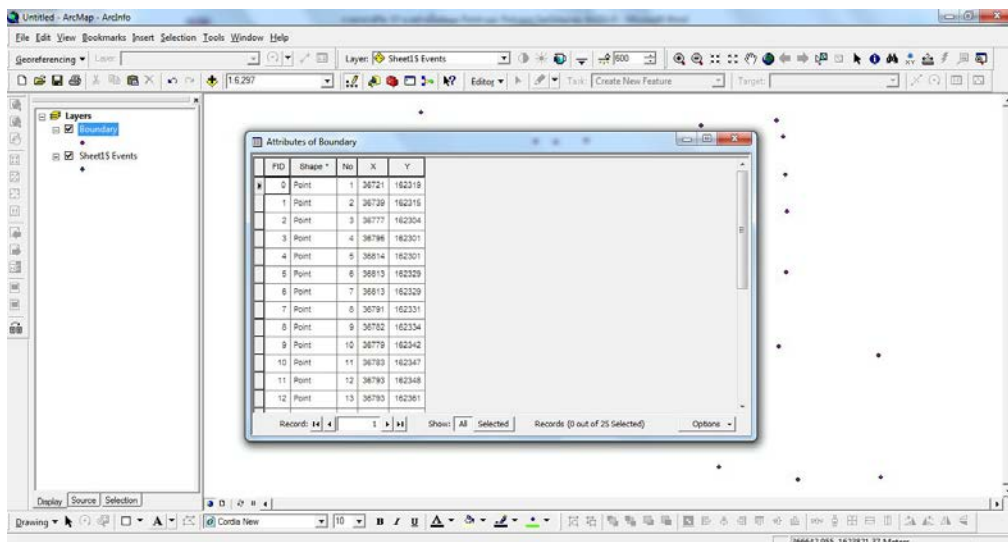 Untitled - ArcMap - ArcInfo
File Edit View Bookmarks Insert Selection Tools Window Help
Georeferencing Layer: Layer: Sheet1$ Events 600
1:6,297 Editor Task: Create New Feature Target:
Layers
Boundary
Sheet1$ Events
Attributes of Boundary
FID Shape * No X Y
0 Point 1 36721 162319
1 Point 2 36739 162315
2 Point 3 36777 162304
3 Point 4 36796 162301
4 Point 5 36814 162301
5 Point 6 36813 162329
6 Point 7 36813 162329
7 Point 8 36791 162331
8 Point 9 36782 162334
9 Point 10 36779 162342
10 Point 11 36783 162347
11 Point 12 36793 162348
12 Point 13 36793 162361
Record: 1 Show: All Selected Records (0 out of 25 Selected) Options
Display Source Selection
Drawing A Cordia New 10 B I U A